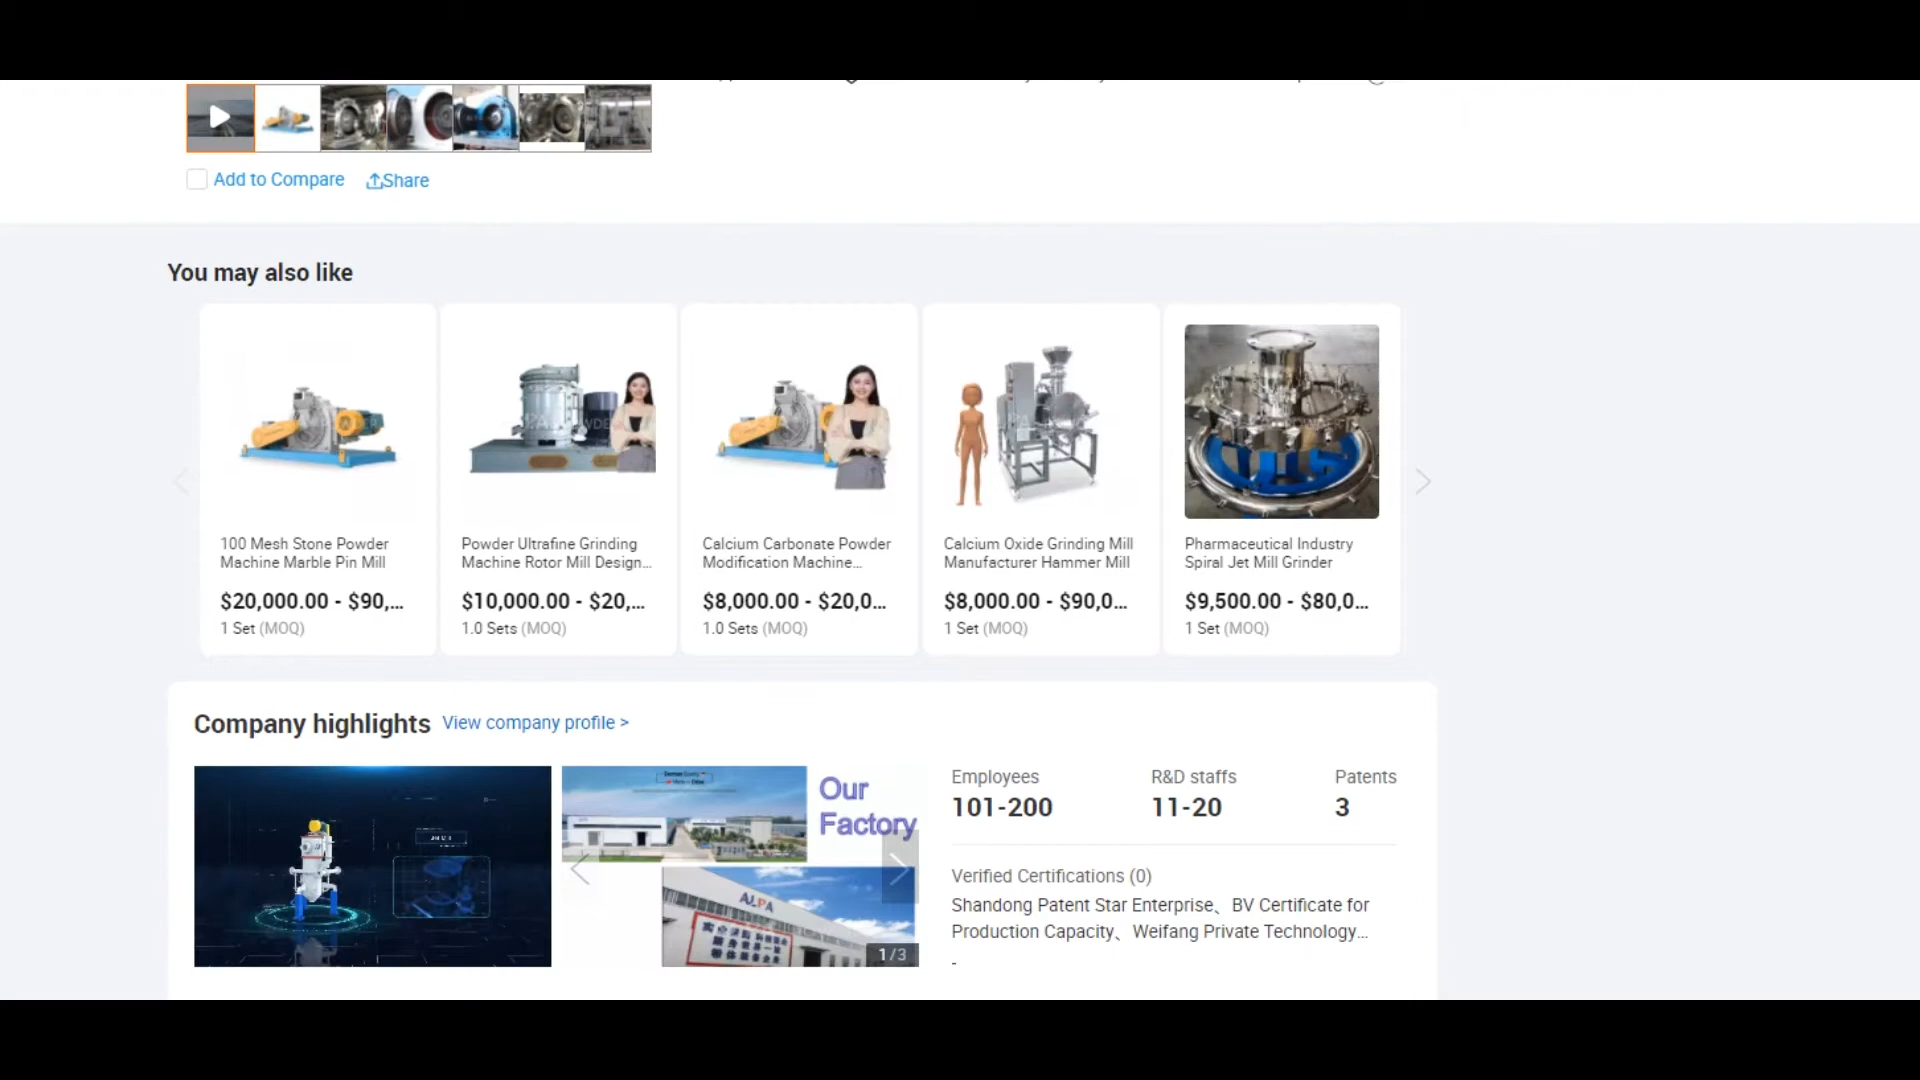 Add to Compare
Share
You may also like
100 Mesh Stone Powder
Machine Marble Pin Mill
$20,000.00 - $90,...
1 Set (MOQ)
Powder Ultrafine Grinding
Machine Rotor Mill Design...
$10,000.00 - $20,...
1.0 Sets (MOQ)
Calcium Carbonate Powder
Modification Machine...
$8,000.00 - $20,0...
1.0 Sets (MOQ)
Calcium Oxide Grinding Mill
Manufacturer Hammer Mill
$8,000.00 - $90,0...
1 Set (MOQ)
Pharmaceutical Industry
Spiral Jet Mill Grinder
$9,500.00 - $80,0...
1 Set (MOQ)
Company highlights
View company profile >
Our
Factory
ALPA
1/3
Employees
101-200
R&D staffs
11-20
Patents
3
Verified Certifications (0)
Shandong Patent Star Enterprise、BV Certificate for
Production Capacity、Weifang Private Technology...
-